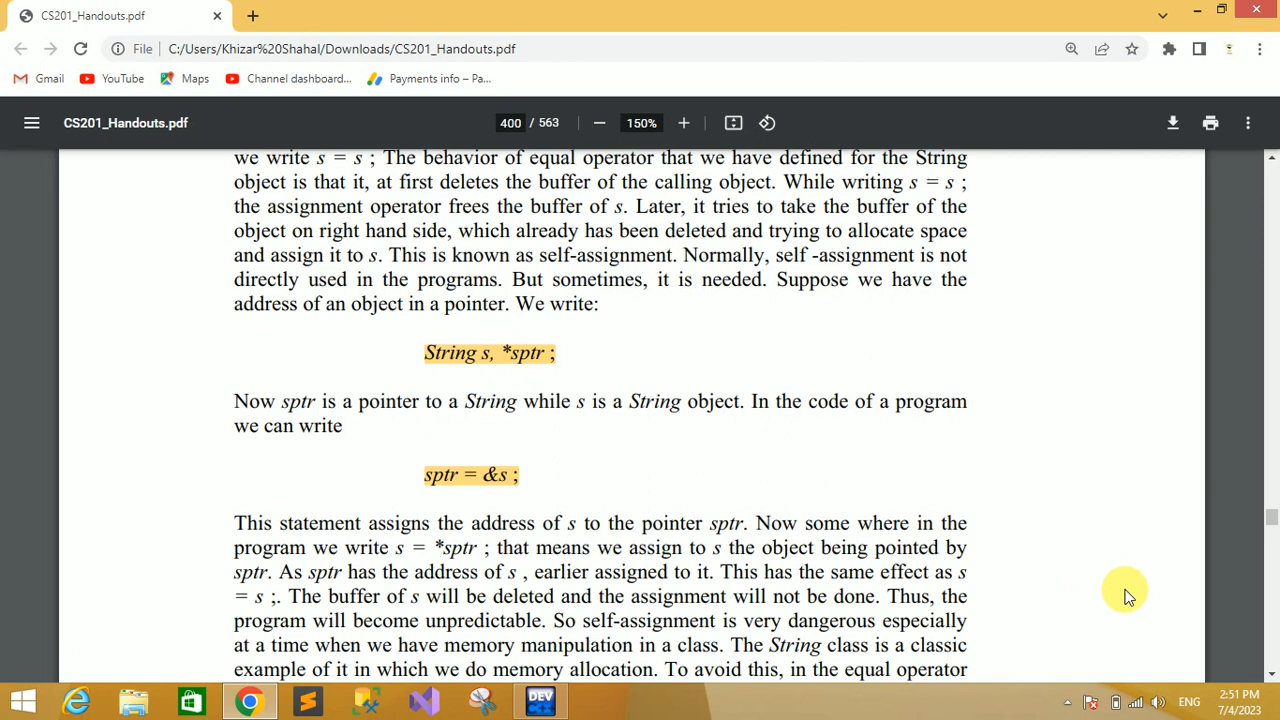 CS201_Handouts.pdf
File C:/Users/Khizar%20Shahal/Downloads/CS201_Handouts.pdf
Gmail YouTube Maps Channel dashboard... Payments info – Pa...
CS201_Handouts.pdf 400 / 563 150%
we write s = s ; The behavior of equal operator that we have defined for the String
object is that it, at first deletes the buffer of the calling object. While writing s = s ;
the assignment operator frees the buffer of s. Later, it tries to take the buffer of the
object on right hand side, which already has been deleted and trying to allocate space
and assign it to s. This is known as self-assignment. Normally, self -assignment is not
directly used in the programs. But sometimes, it is needed. Suppose we have the
address of an object in a pointer. We write:
String s, *sptr ;
Now sptr is a pointer to a String while s is a String object. In the code of a program
we can write
sptr = &s ;
This statement assigns the address of s to the pointer sptr. Now some where in the
program we write s = *sptr ; that means we assign to s the object being pointed by
sptr. As sptr has the address of s , earlier assigned to it. This has the same effect as s
= s ;. The buffer of s will be deleted and the assignment will not be done. Thus, the
program will become unpredictable. So self-assignment is very dangerous especially
at a time when we have memory manipulation in a class. The String class is a classic
example of it in which we do memory allocation. To avoid this, in the equal operator
DEV
ENG 2:51 PM
7/4/2023